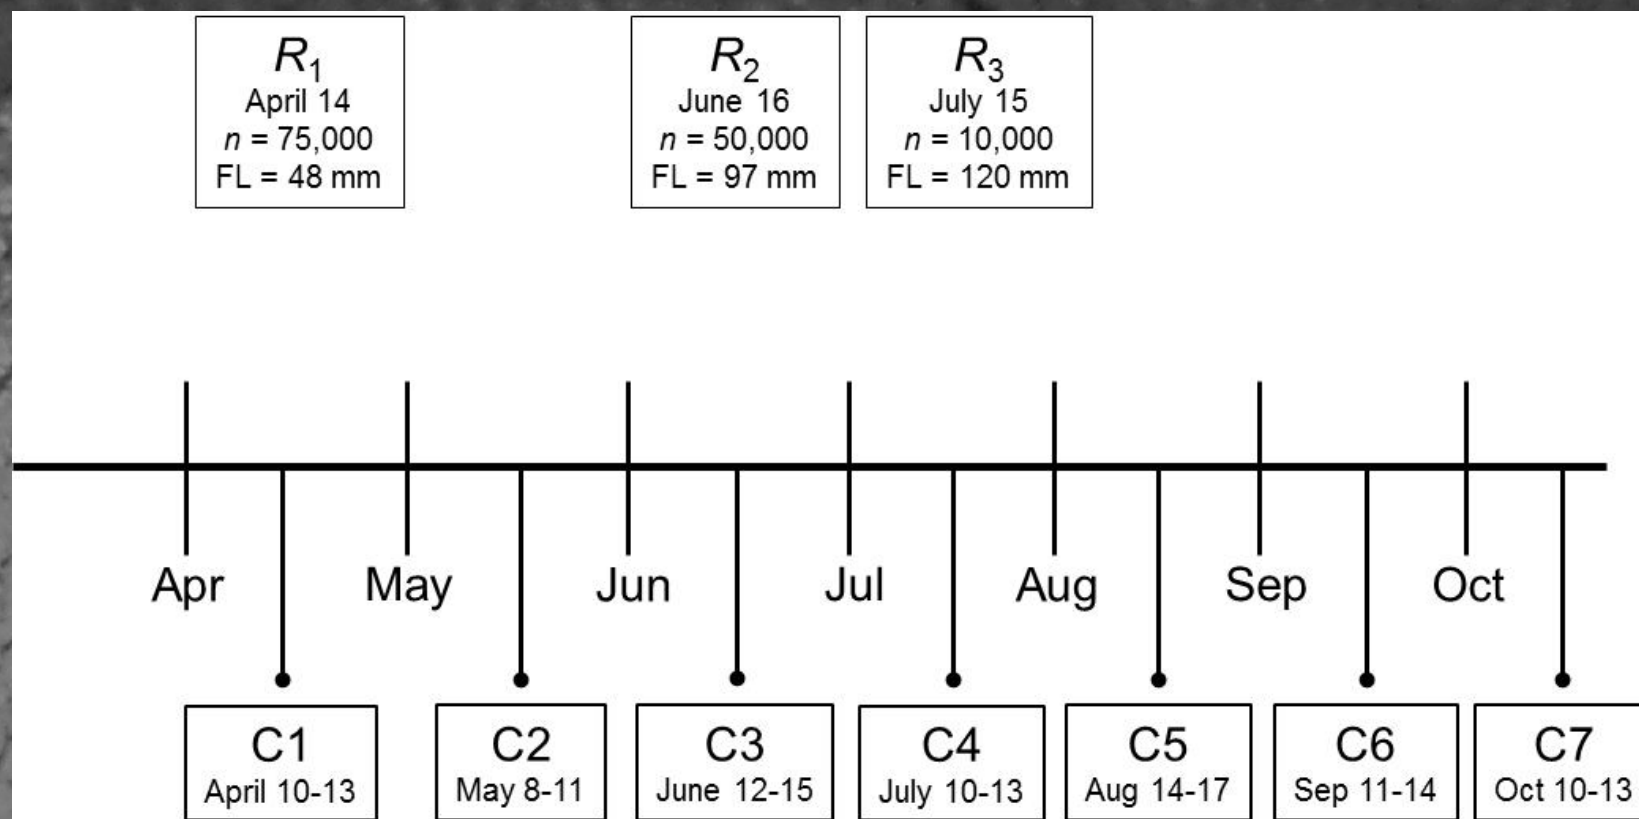 R₁
April 14
n = 75,000
FL = 48 mm
R₂
June 16
n = 50,000
FL = 97 mm
R₃
July 15
n = 10,000
FL = 120 mm
Apr
May
Jun
Jul
Aug
Sep
Oct
C1
April 10-13
C2
May 8-11
C3
June 12-15
C4
July 10-13
C5
Aug 14-17
C6
Sep 11-14
C7
Oct 10-13